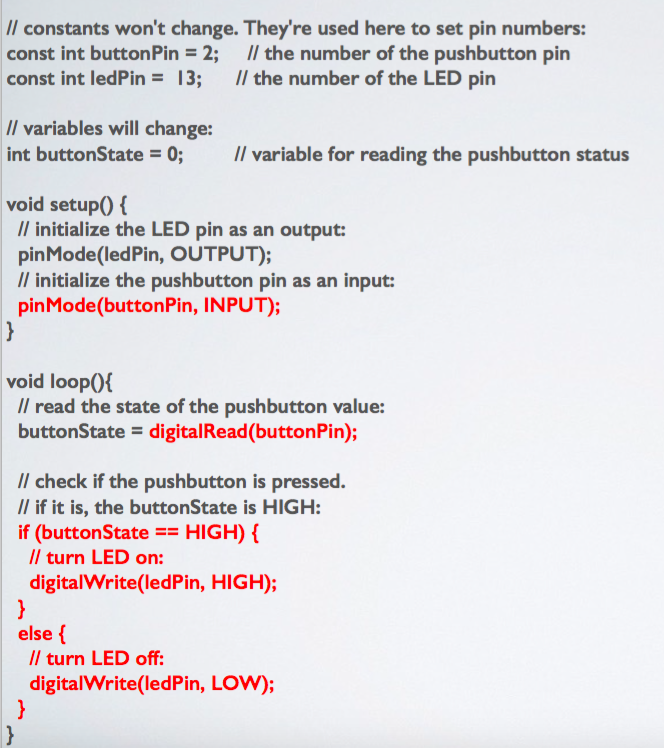 // constants won't change. They're used here to set pin numbers:
const int buttonPin = 2;     // the number of the pushbutton pin
const int ledPin =  13;      // the number of the LED pin

// variables will change:
int buttonState = 0;         // variable for reading the pushbutton status

void setup() {
  // initialize the LED pin as an output:
  pinMode(ledPin, OUTPUT);
  // initialize the pushbutton pin as an input:
  pinMode(buttonPin, INPUT);
}

void loop(){
  // read the state of the pushbutton value:
  buttonState = digitalRead(buttonPin);

  // check if the pushbutton is pressed.
  // if it is, the buttonState is HIGH:
  if (buttonState == HIGH) {
    // turn LED on:
    digitalWrite(ledPin, HIGH);
  }
  else {
    // turn LED off:
    digitalWrite(ledPin, LOW);
  }
}